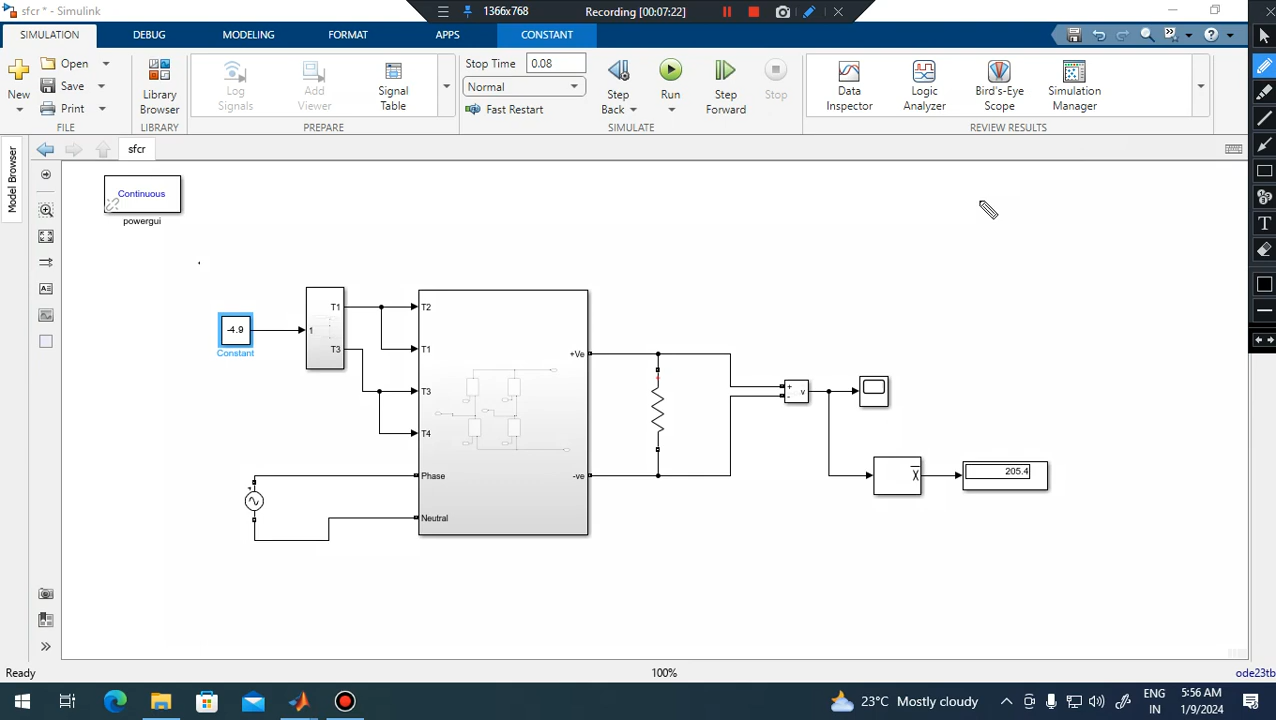 sfcr * - Simulink
1366x768
Recording [00:07:22]
SIMULATION
DEBUG
MODELING
FORMAT
APPS
CONSTANT
New
Open
Save
Print
FILE
Library
Browser
LIBRARY
Log
Signals
Add
Viewer
Signal
Table
PREPARE
Stop Time 0.08
Normal
Fast Restart
Step
Back
Run
Step
Forward
Stop
SIMULATE
Data
Inspector
Logic
Analyzer
Bird's-Eye
Scope
Simulation
Manager
REVIEW RESULTS
sfcr
Model Browser
Continuous
powergui
-4.9
Constant
1
T1
T3
T2
T1
T3
T4
Phase
Neutral
+Ve
-ve
+
-
v
X
205.4
Ready
100%
ode23tb
23°C Mostly cloudy
ENG
IN
5:56 AM
1/9/2024